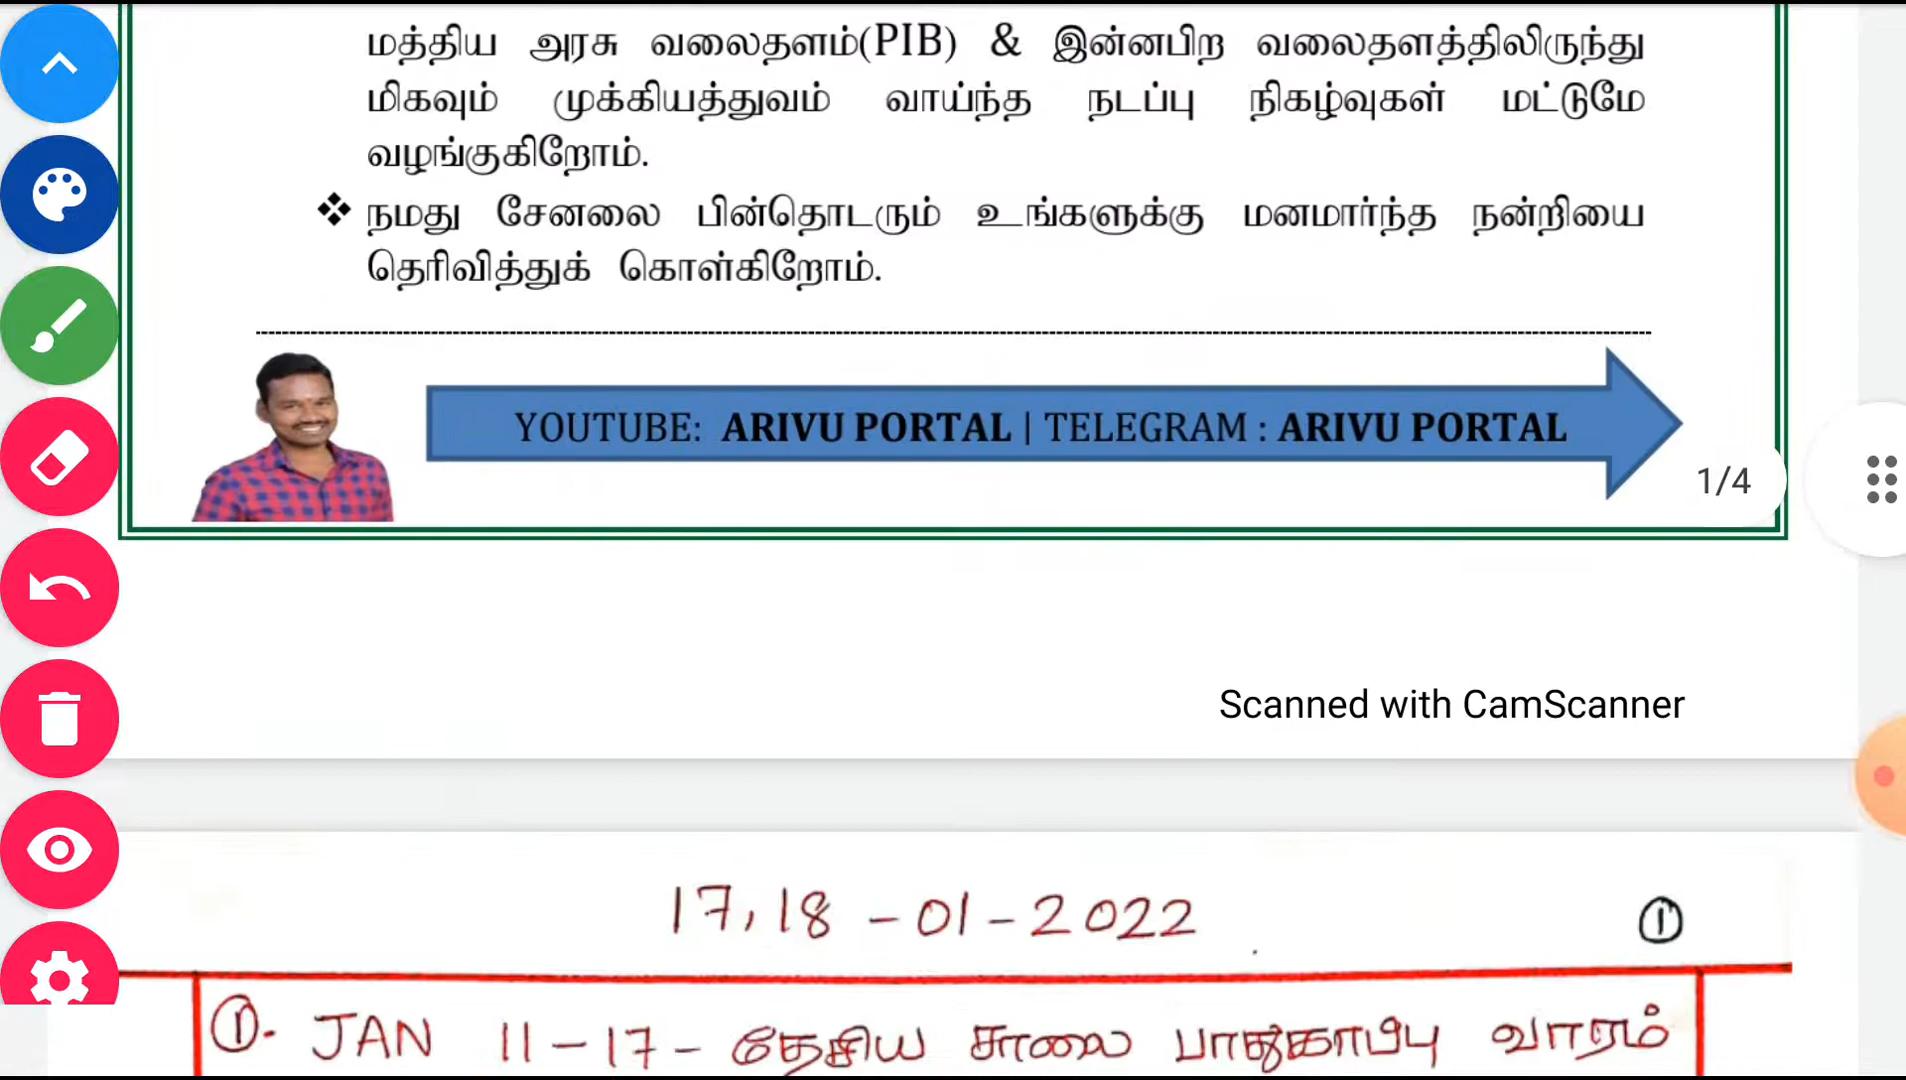 மத்திய அரசு வலைதளம்(PIB) & இன்னபிற வலைதளத்திலிருந்து
மிகவும் முக்கியத்துவம் வாய்ந்த நடப்பு நிகழ்வுகள் மட்டுமே
வழங்குகிறோம்.
❖ நமது சேனலை பின்தொடரும் உங்களுக்கு மனமார்ந்த நன்றியை
தெரிவித்துக் கொள்கிறோம்.
YOUTUBE: ARIVU PORTAL | TELEGRAM : ARIVU PORTAL
1/4
Scanned with CamScanner
17,18 -01-2022 ①
①. JAN 11-17- தேசிய சாலை பாதுகாப்பு வாரம்